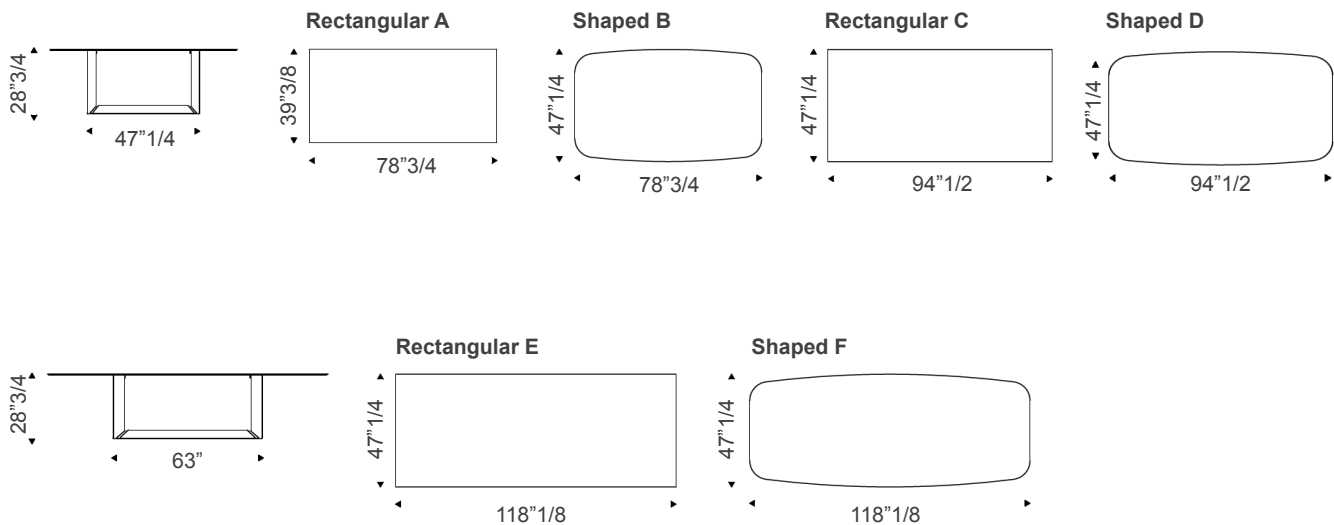 Rectangular A
Shaped B
Rectangular C
Shaped D
28”3/4
47”1/4
39”3/8
78”3/4
47”1/4
78”3/4
47”1/4
94”1/2
47”1/4
94”1/2
Rectangular E
Shaped F
28”3/4
63”
47”1/4
118”1/8
47”1/4
118”1/8